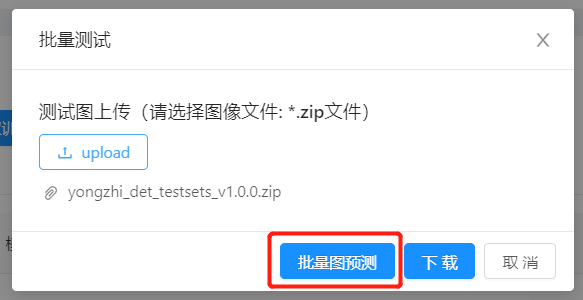 批量测试
测试图上传（请选择图像文件: *.zip文件）
upload
yongzhi_det_testsets_v1.0.0.zip
批量图预测 下 载 取 消